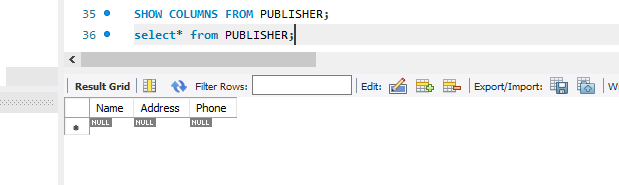 35 SHOW COLUMNS FROM PUBLISHER;
36 select* from PUBLISHER;
Result Grid Filter Rows: Edit: Export/Import:
Name Address Phone
* NULL NULL NULL